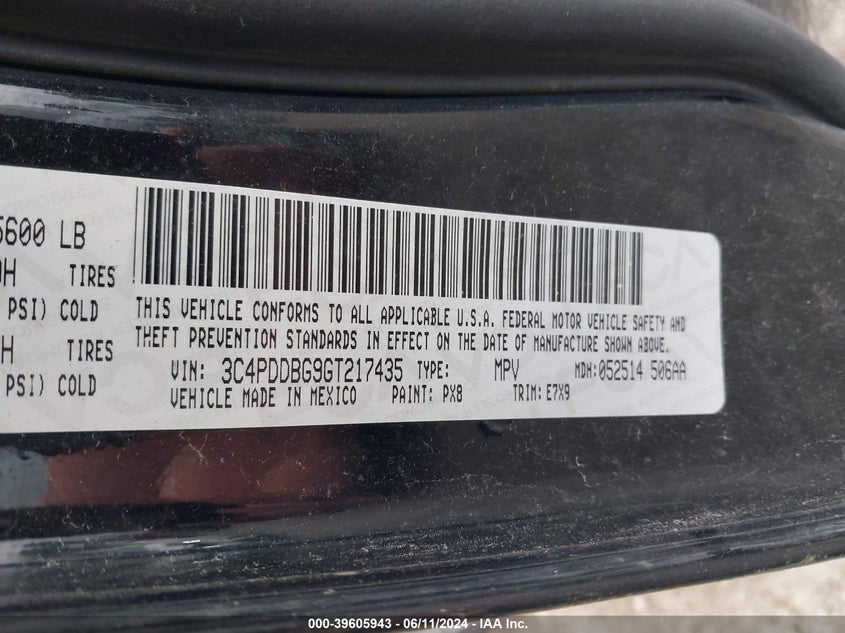 5600 LB
TIRES
PSI) COLD
H TIRES
PSI) COLD
THIS VEHICLE CONFORMS TO ALL APPLICABLE U.S.A. FEDERAL MOTOR VEHICLE SAFETY AND
THEFT PREVENTION STANDARDS IN EFFECT ON THE DATE OF MANUFACTURE SHOWN ABOVE.
VIN: 3C4PDDBG9GT217435 TYPE: MPV MDH: 052514 506AA
VEHICLE MADE IN MEXICO PAINT: PX8 TRIM: E7X9
000-39605943 - 06/11/2024 - IAA Inc.